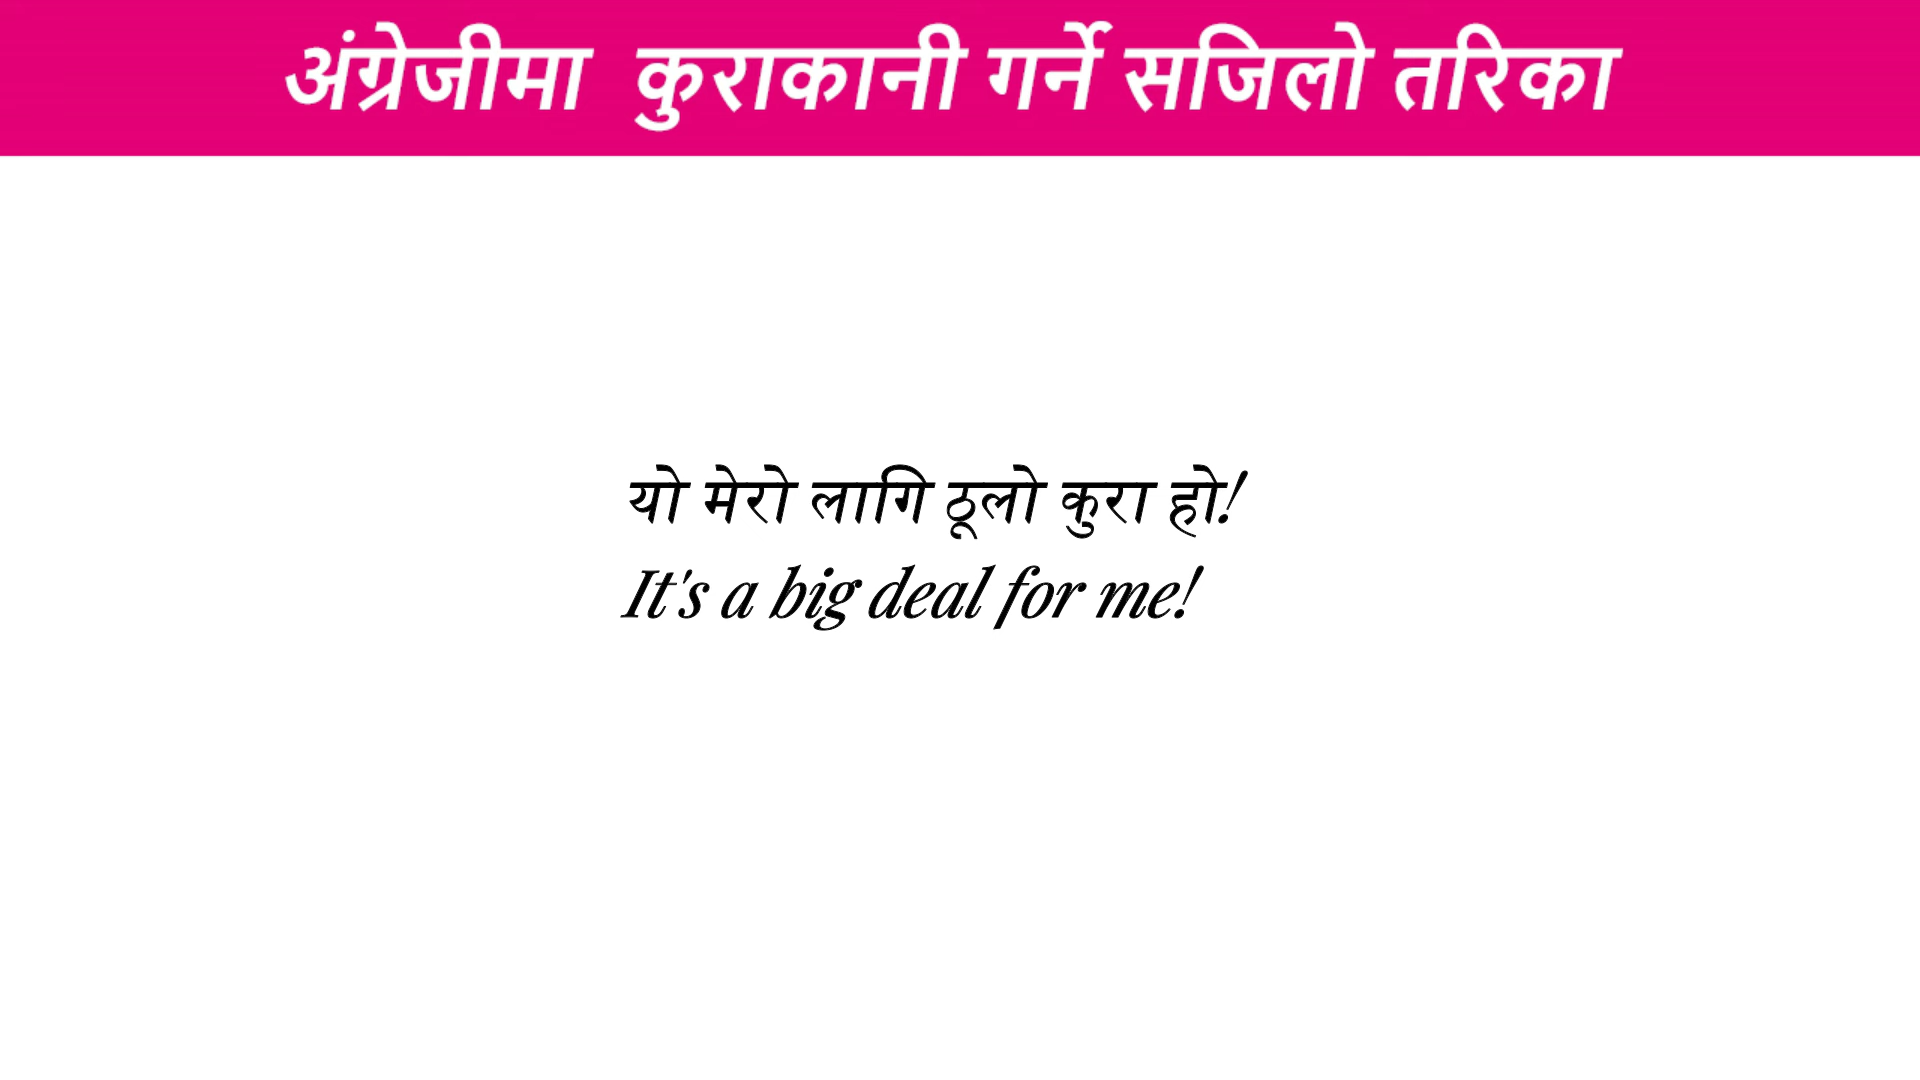 अंग्रेजीमा कुराकानी गर्ने सजिलो तरिका
यो मेरो लागि ठूलो कुरा हो!
It's a big deal for me!